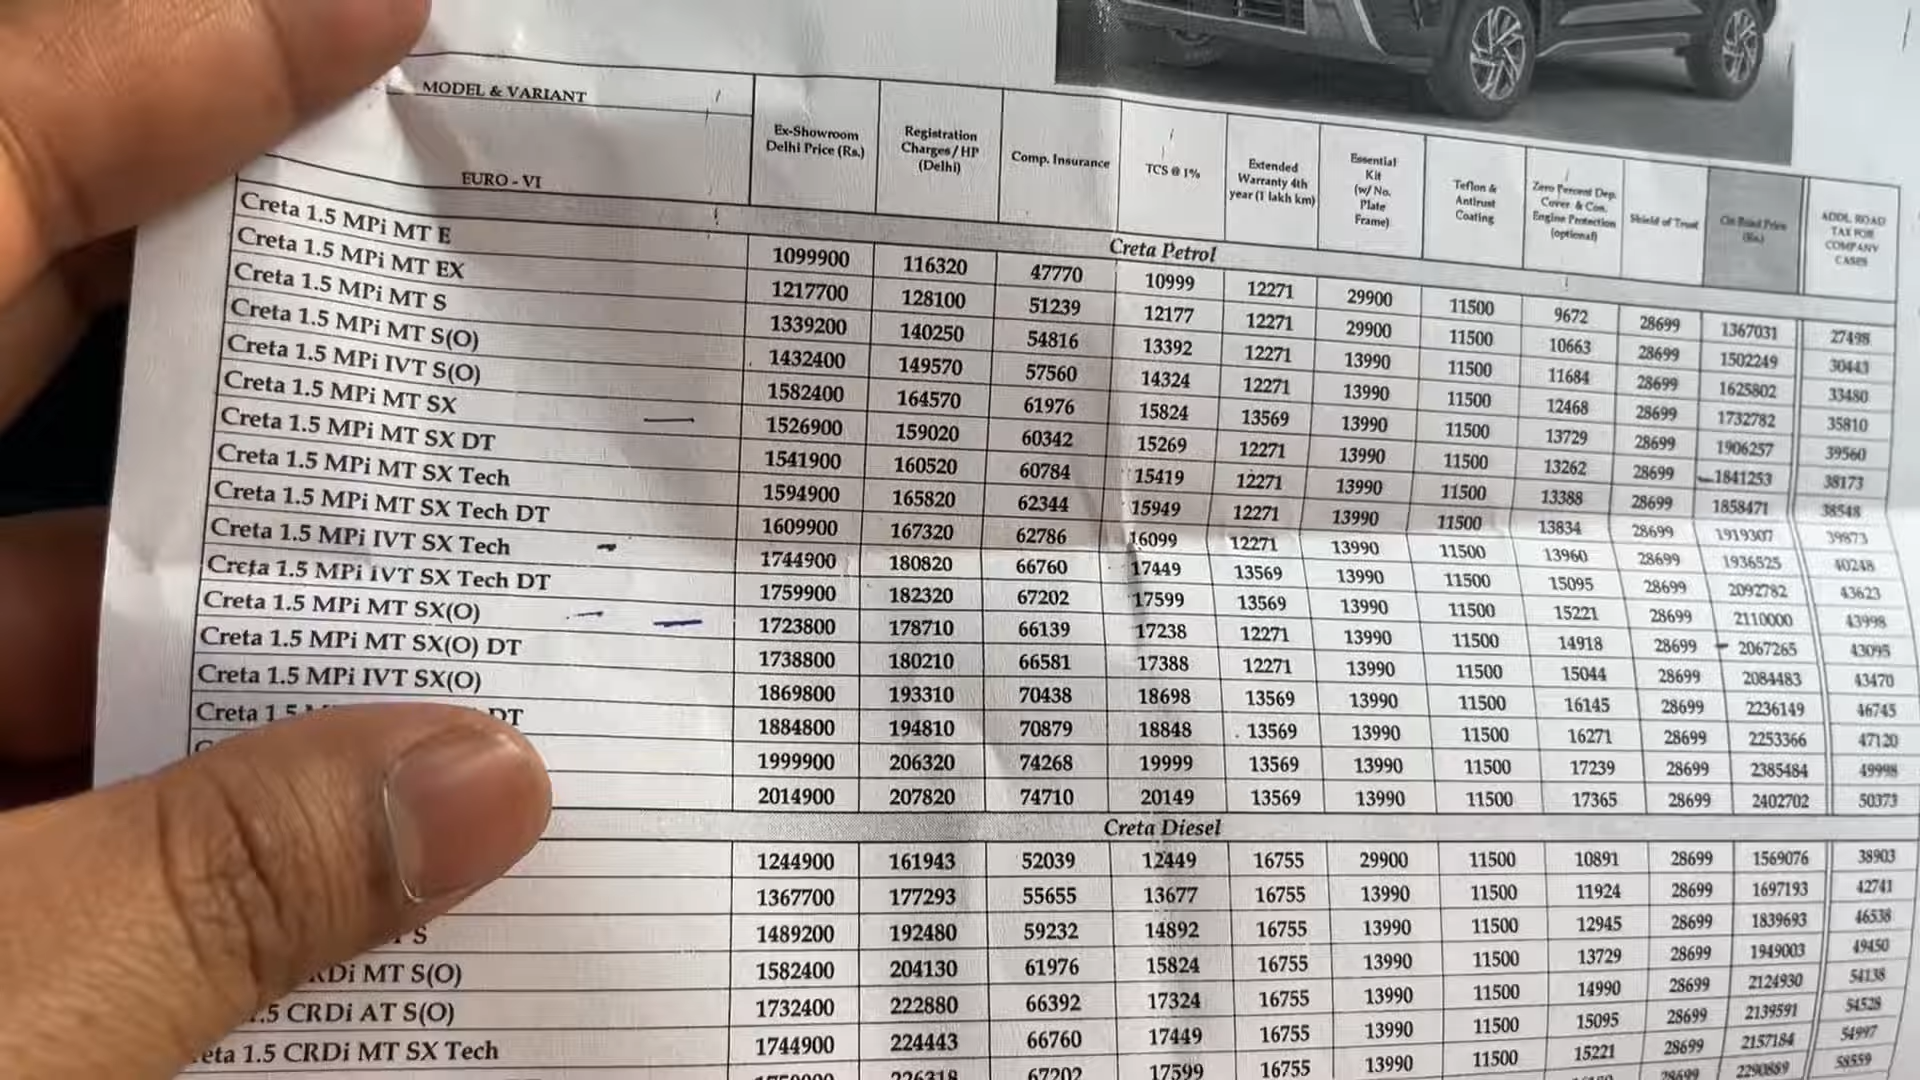 MODEL & VARIANT
EURO - VI
Ex-Showroom
Delhi Price (Rs.)
Registration
Charges / HP
(Delhi)
Comp. Insurance
TCS @ 1%
Extended
Warranty 4th
year (1 lakh km)
Essential
Kit
(w/ No.
Plate
Frame)
Teflon &
Antirust
Coating
Zero Percent Dep.
Cover & Con.
Engine Protection
(optional)
Shield of Trust
On Road Price
(Rs.)
ADDL ROAD
TAX FOR
COMPANY
CASES
Creta Petrol
Creta 1.5 MPi MT E 1099900 116320 47770 10999 12271 29900 11500 9672 28699 1367031 27498
Creta 1.5 MPi MT EX 1217700 128100 51239 12177 12271 29900 11500 10663 28699 1502249 30443
Creta 1.5 MPi MT S 1339200 140250 54816 13392 12271 13990 11500 11684 28699 1625802 33480
Creta 1.5 MPi MT S(O) 1432400 149570 57560 14324 12271 13990 11500 12468 28699 1732782 35810
Creta 1.5 MPi IVT S(O) 1582400 164570 61976 15824 13569 13990 11500 13729 28699 1906257 39560
Creta 1.5 MPi MT SX 1526900 159020 60342 15269 12271 13990 11500 13262 28699 1841253 38173
Creta 1.5 MPi MT SX DT 1541900 160520 60784 15419 12271 13990 11500 13388 28699 1858471 38548
Creta 1.5 MPi MT SX Tech 1594900 165820 62344 15949 12271 13990 11500 13834 28699 1919307 39873
Creta 1.5 MPi MT SX Tech DT 1609900 167320 62786 16099 12271 13990 11500 13960 28699 1936525 40248
Creta 1.5 MPi IVT SX Tech 1744900 180820 66760 17449 13569 13990 11500 15095 28699 2092782 43623
Creta 1.5 MPi IVT SX Tech DT 1759900 182320 67202 17599 13569 13990 11500 15221 28699 2110000 43998
Creta 1.5 MPi MT SX(O) 1723800 178710 66139 17238 12271 13990 11500 14918 28699 2067265 43095
Creta 1.5 MPi MT SX(O) DT 1738800 180210 66581 17388 12271 13990 11500 15044 28699 2084483 43470
Creta 1.5 MPi IVT SX(O) 1869800 193310 70438 18698 13569 13990 11500 16145 28699 2236149 46745
Creta 1.5 DT 1884800 194810 70879 18848 13569 13990 11500 16271 28699 2253366 47120
1999900 206320 74268 19999 13569 13990 11500 17239 28699 2385484 49998
2014900 207820 74710 20149 13569 13990 11500 17365 28699 2402702 50373
Creta Diesel
1244900 161943 52039 12449 16755 29900 11500 10891 28699 1569076 38903
1367700 177293 55655 13677 16755 13990 11500 11924 28699 1697193 42741
S 1489200 192480 59232 14892 16755 13990 11500 12945 28699 1839693 46538
RDi MT S(O) 1582400 204130 61976 15824 16755 13990 11500 13729 28699 1949003 49450
.5 CRDi AT S(O) 1732400 222880 66392 17324 16755 13990 11500 14990 28699 2124930 54138
eta 1.5 CRDi MT SX Tech 1744900 224443 66760 17449 16755 13990 11500 15095 28699 2139591 54528
226318 67202 17599 16755 13990 11500 15221 28699 2157184 54997
28699 2290889 58559